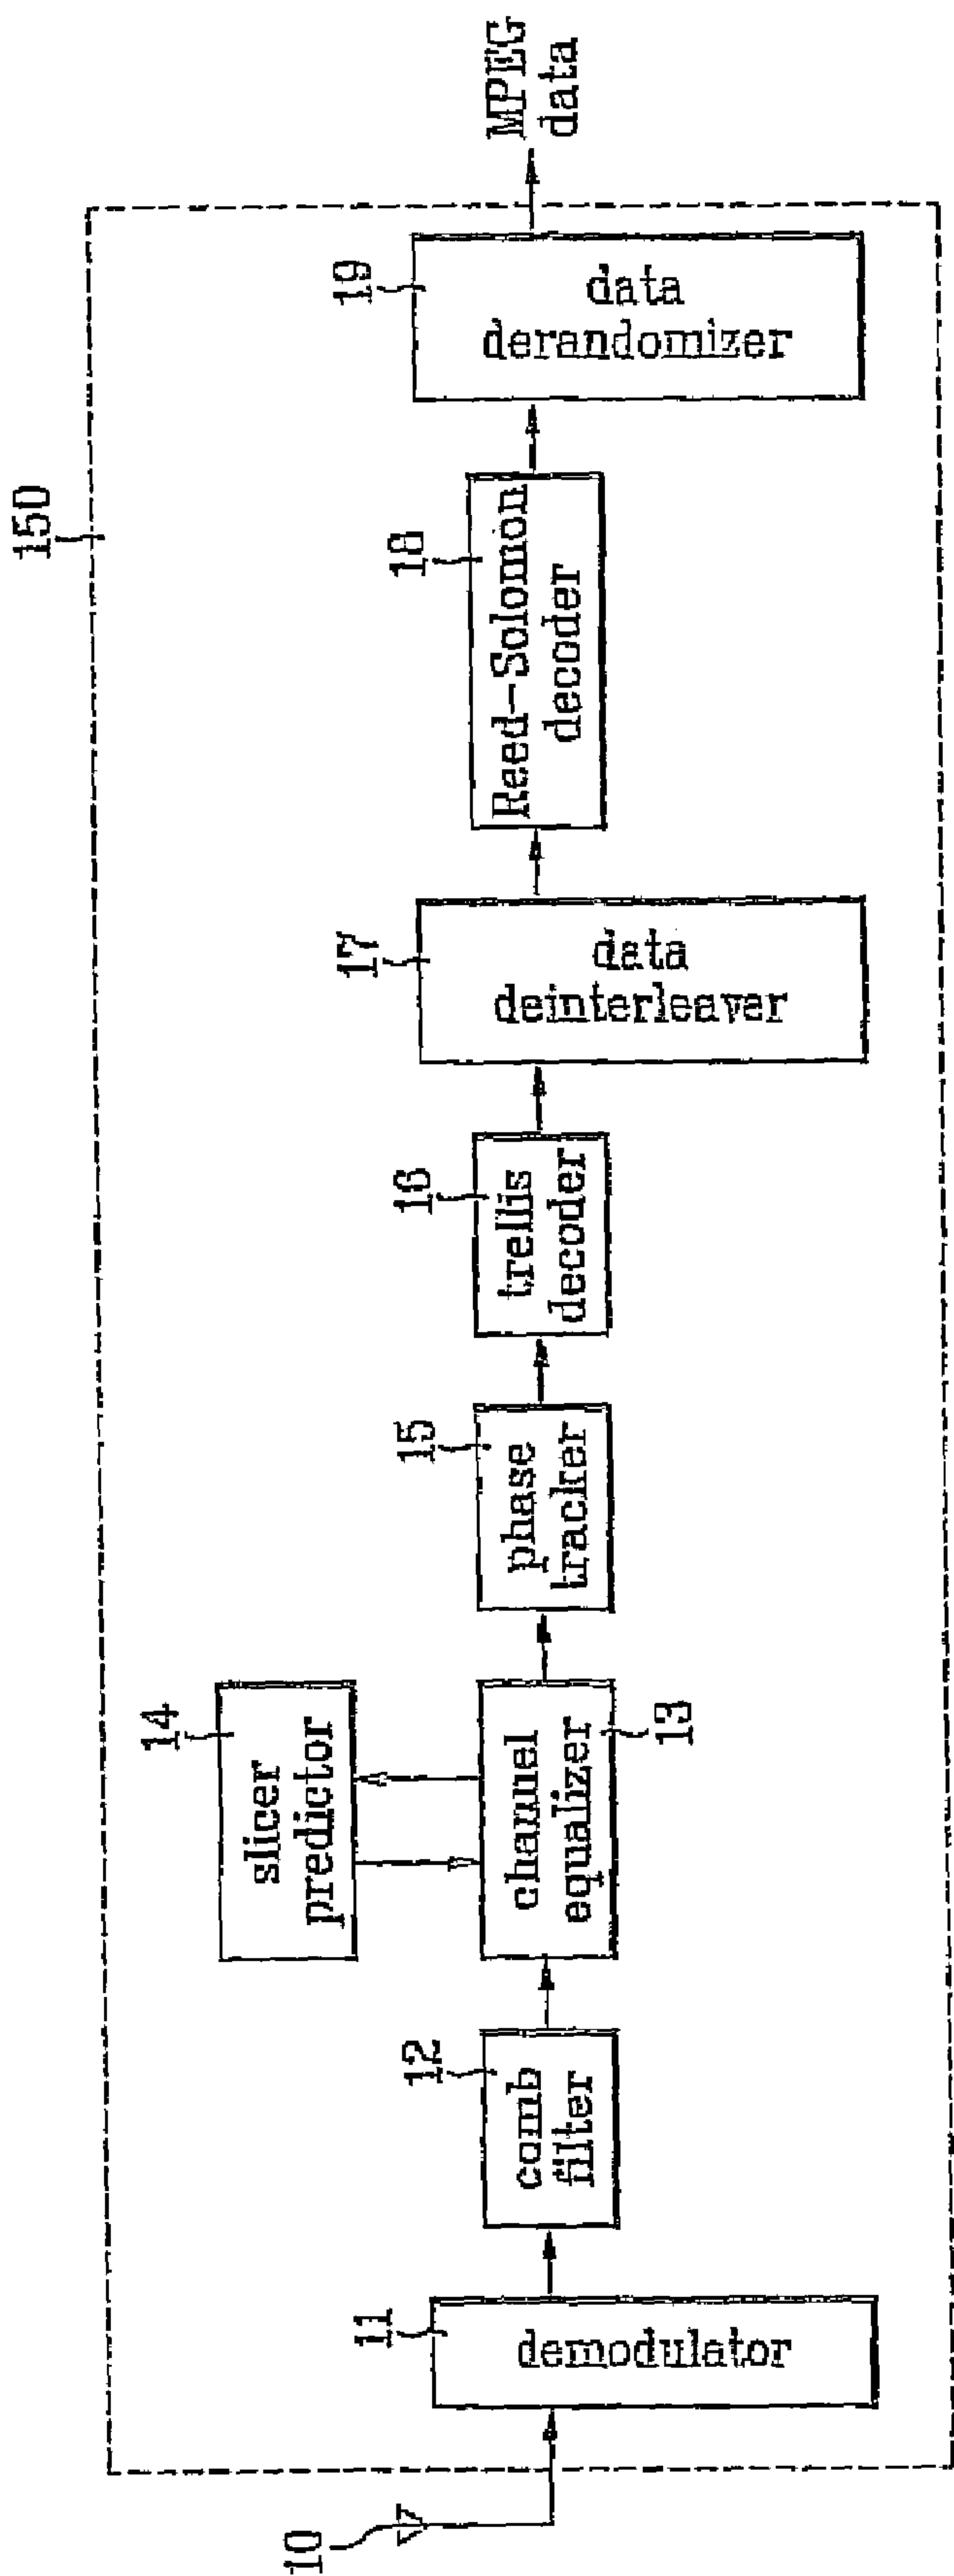 150
10
11
demodulator
12
comb
filter
14
slicer
predictor
channel
equalizer
13
15
phase
tracker
16
trellis
decoder
17
data
deinterleaver
18
Reed-Solomon
decoder
19
data
derandomizer
MPEG
data